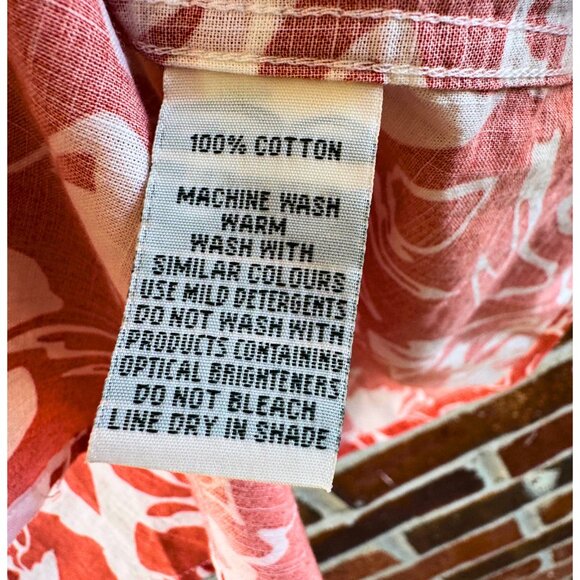 100% COTTON
MACHINE WASH
WARM
WASH WITH
SIMILAR COLOURS
USE MILD DETERGENTS
DO NOT WASH WITH
PRODUCTS CONTAINING
OPTICAL BRIGHTENERS
DO NOT BLEACH
LINE DRY IN SHADE